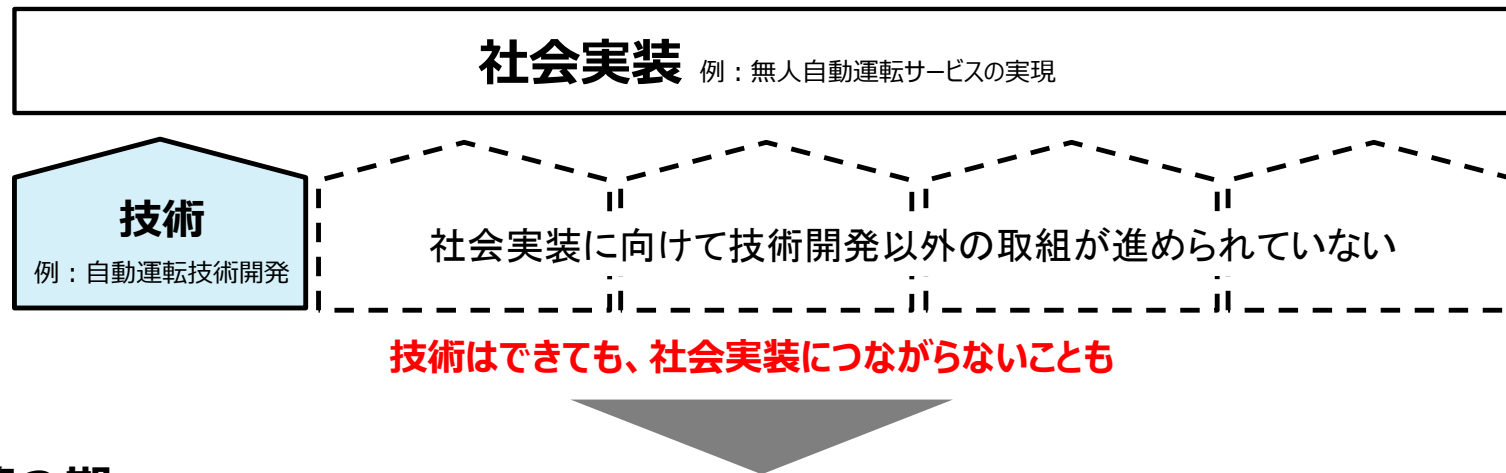 社会実装 例：無人自動運転サービスの実現
技術
例：自動運転技術開発
社会実装に向けて技術開発以外の取組が進められていない
技術はできても、社会実装につながらないことも